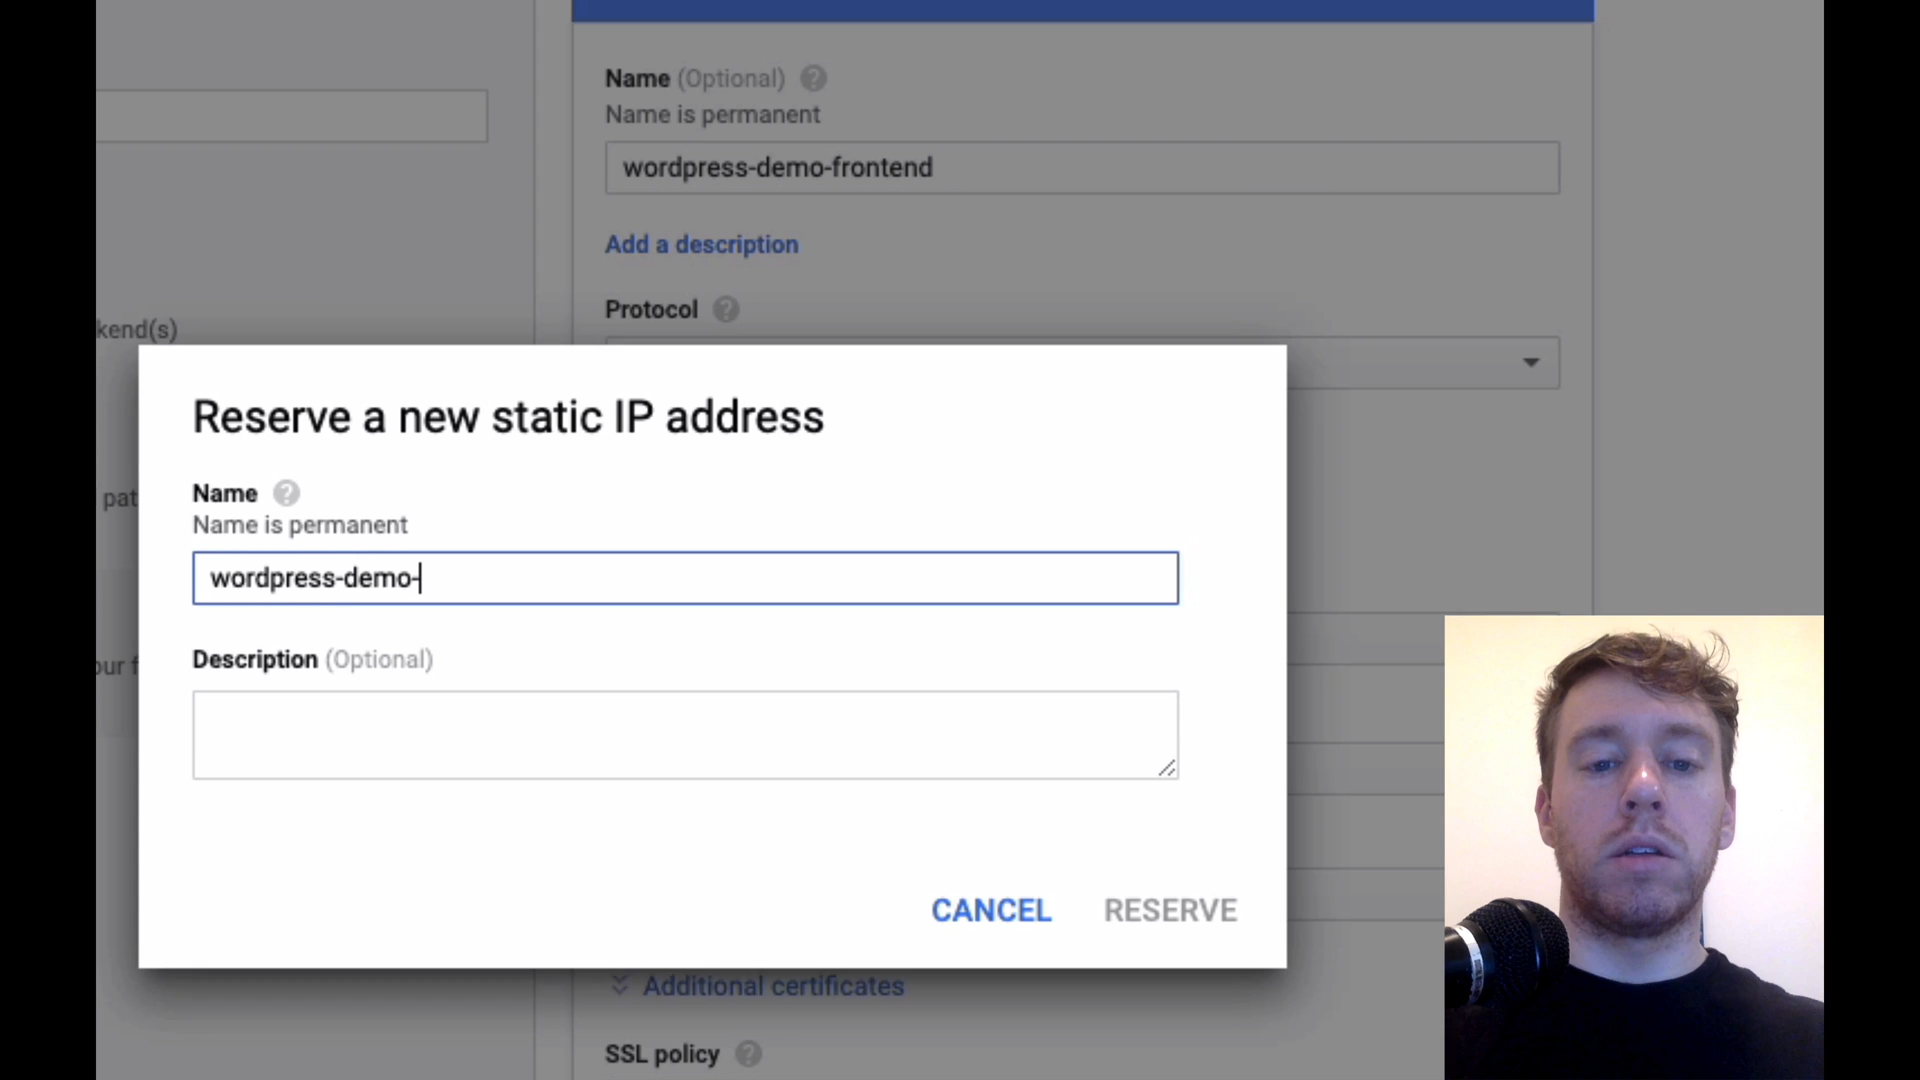 Name (Optional)
Name is permanent
wordpress-demo-frontend
Add a description
Protocol
kend(s)
pat
our f
Reserve a new static IP address
Name
Name is permanent
wordpress-demo-
Description (Optional)
CANCEL RESERVE
Additional certificates
SSL policy